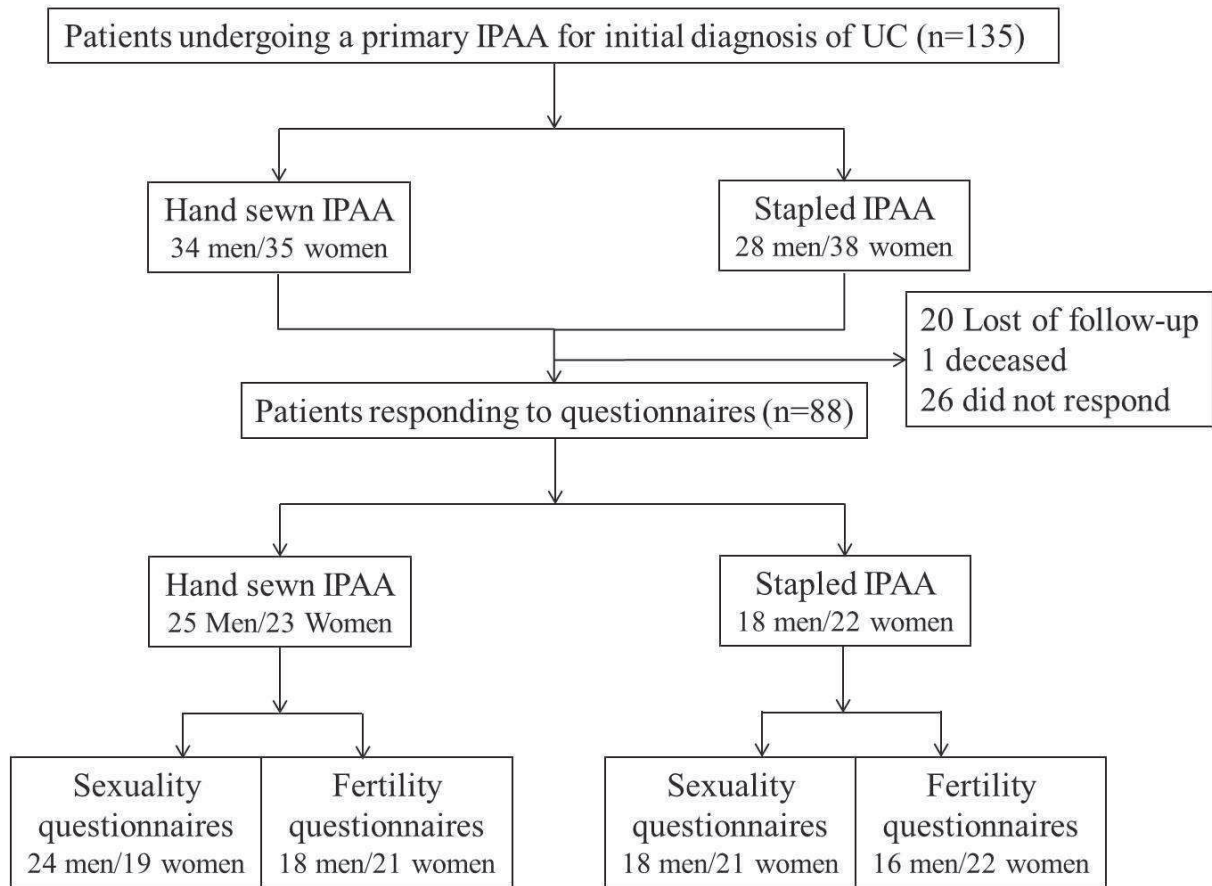 Patients undergoing a primary IPAA for initial diagnosis of UC (n=135)
Hand sewn IPAA
34 men/35 women
Stapled IPAA
28 men/38 women
20 Lost of follow-up
1 deceased
26 did not respond
Patients responding to questionnaires (n=88)
Hand sewn IPAA
25 Men/23 Women
Stapled IPAA
18 men/22 women
Sexuality
questionnaires
24 men/19 women
Fertility
questionnaires
18 men/21 women
Sexuality
questionnaires
18 men/21 women
Fertility
questionnaires
16 men/22 women